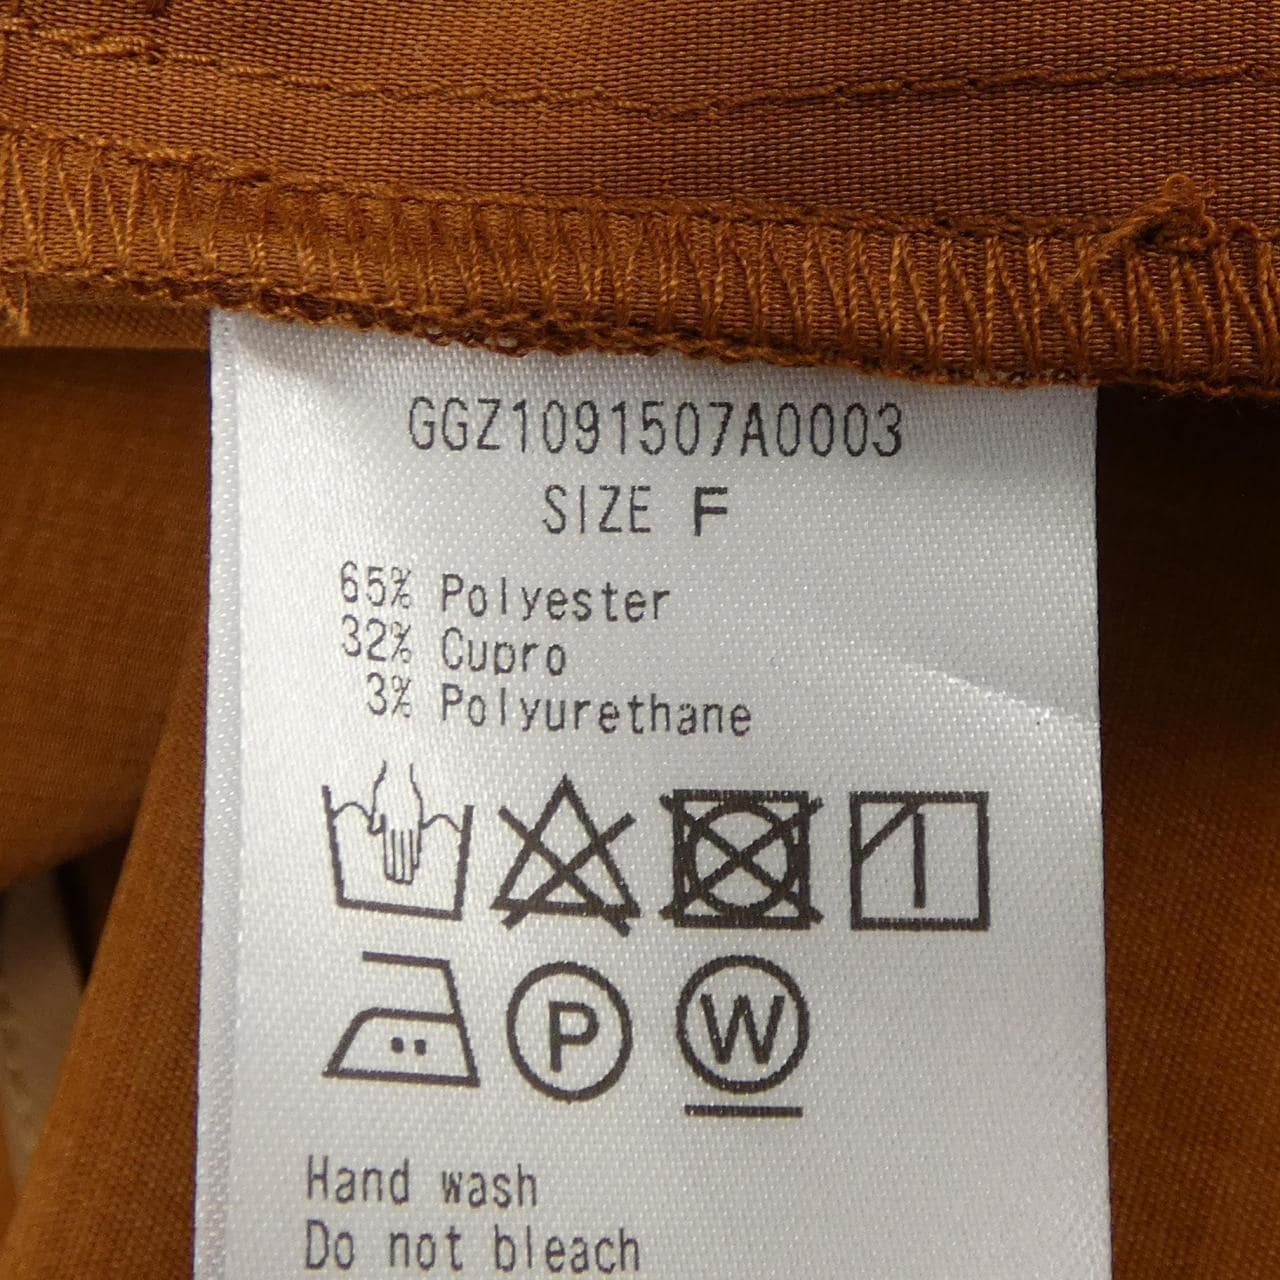 GGZ1091507A0003
SIZE F
65% Polyester
32% Cupro
3% Polyurethane
P W
Hand wash
Do not bleach